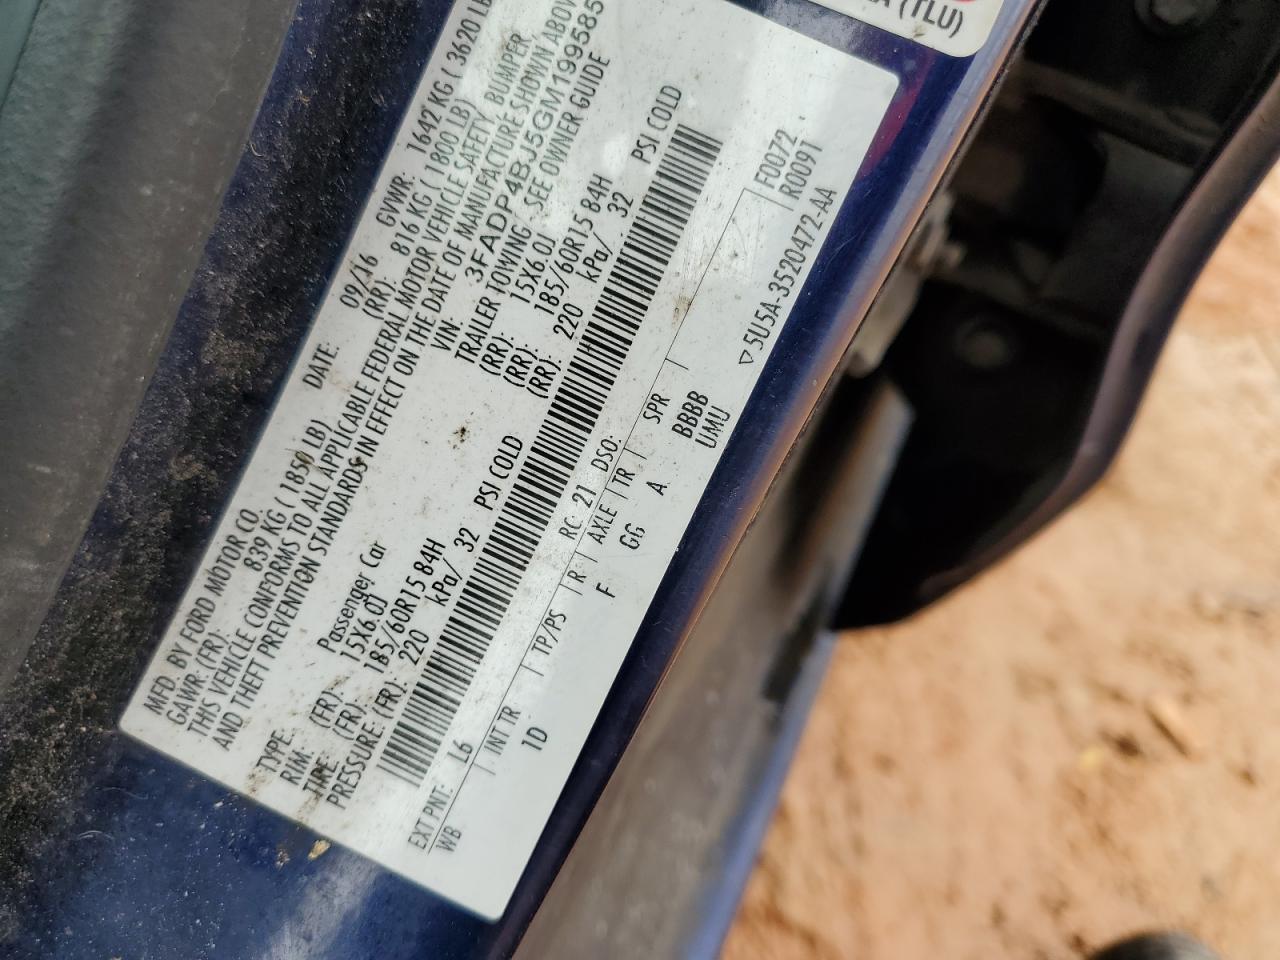 A (TLU)
MFD. BY FORD MOTOR CO. DATE: 09/16 GVWR: 1642 KG ( 3620 LB
GAWR: (FR): 839 KG ( 1850 LB) (RR): 816 KG ( 1800 LB)
THIS VEHICLE CONFORMS TO ALL APPLICABLE FEDERAL MOTOR VEHICLE SAFETY, BUMPER,
AND THEFT PREVENTION STANDARDS IN EFFECT ON THE DATE OF MANUFACTURE SHOWN ABOV
VIN: 3FADP4BJ5GM199585
TYPE: Passenger Car TRAILER TOWING - SEE OWNER GUIDE
RIM: (FR): 15X6.0J (RR): 15X6.0J
TIRE: (FR): 185/60R15 84H (RR): 185/60R15 84H
PRESSURE: (FR): 220 kPa/ 32 PSI COLD (RR): 220 kPa/ 32 PSI COLD
EXT PNT: L6 RC: 21 DSO: F0072
WB INT TR TP/PS R AXLE TR SPR R0091
1D F GG A BBBB
UMU
▽5U5A-3520472-AA